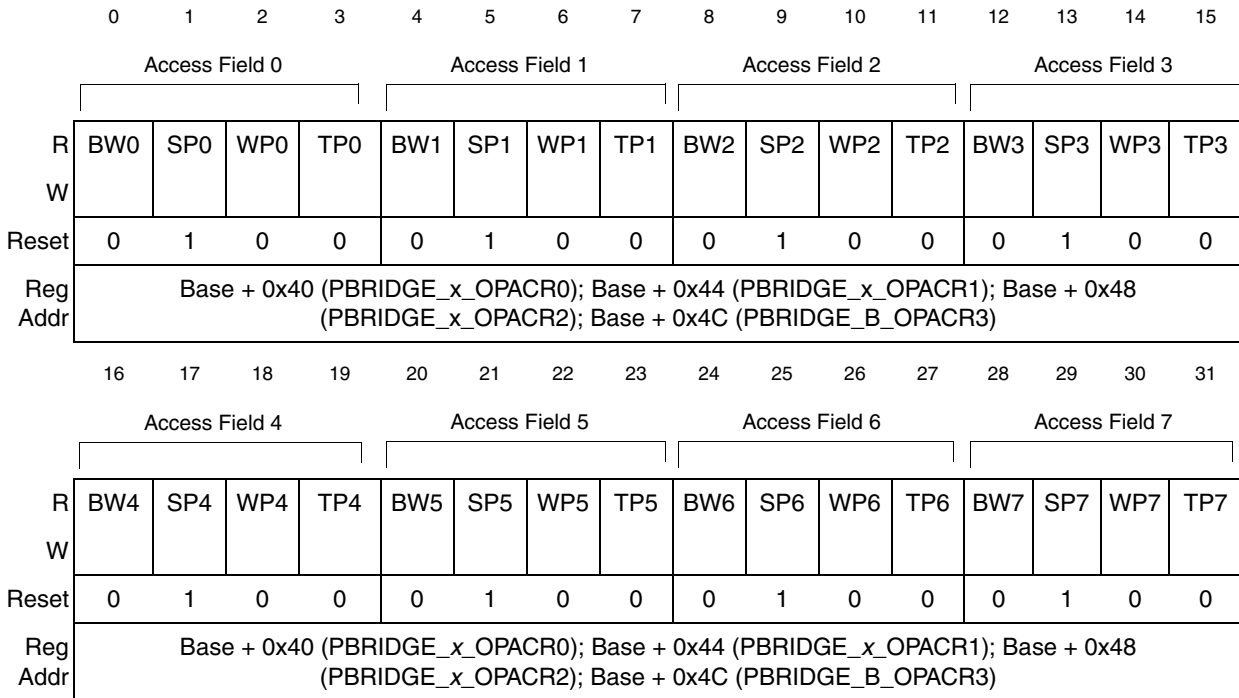 0 1 2 3 4 5 6 7 8 9 10 11 12 13 14 15
Access Field 0 Access Field 1 Access Field 2 Access Field 3
R BW0 SP0 WP0 TP0 BW1 SP1 WP1 TP1 BW2 SP2 WP2 TP2 BW3 SP3 WP3 TP3
W
Reset 0 1 0 0 0 1 0 0 0 1 0 0 0 1 0 0
Reg Base + 0x40 (PBRIDGE_x_OPACR0); Base + 0x44 (PBRIDGE_x_OPACR1); Base + 0x48
Addr (PBRIDGE_x_OPACR2); Base + 0x4C (PBRIDGE_B_OPACR3)
16 17 18 19 20 21 22 23 24 25 26 27 28 29 30 31
Access Field 4 Access Field 5 Access Field 6 Access Field 7
R BW4 SP4 WP4 TP4 BW5 SP5 WP5 TP5 BW6 SP6 WP6 TP6 BW7 SP7 WP7 TP7
W
Reset 0 1 0 0 0 1 0 0 0 1 0 0 0 1 0 0
Reg Base + 0x40 (PBRIDGE_x_OPACR0); Base + 0x44 (PBRIDGE_x_OPACR1); Base + 0x48
Addr (PBRIDGE_x_OPACR2); Base + 0x4C (PBRIDGE_B_OPACR3)